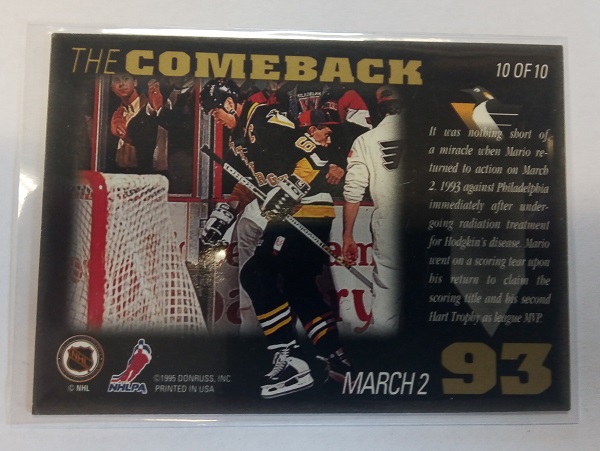 THE COMEBACK
10 OF 10
It was nothing short of
a miracle when Mario re-
turned to action on March
2, 1993 against Philadelphia
immediately after under-
going radiation treatment
for Hodgkin's disease. Mario
went on a scoring tear upon
his return to claim the
scoring title and his second
Hart Trophy as league MVP.
MARCH 2
93
NHL
© NHL
NHLPA
©1995 DONRUSS, INC
PRINTED IN USA